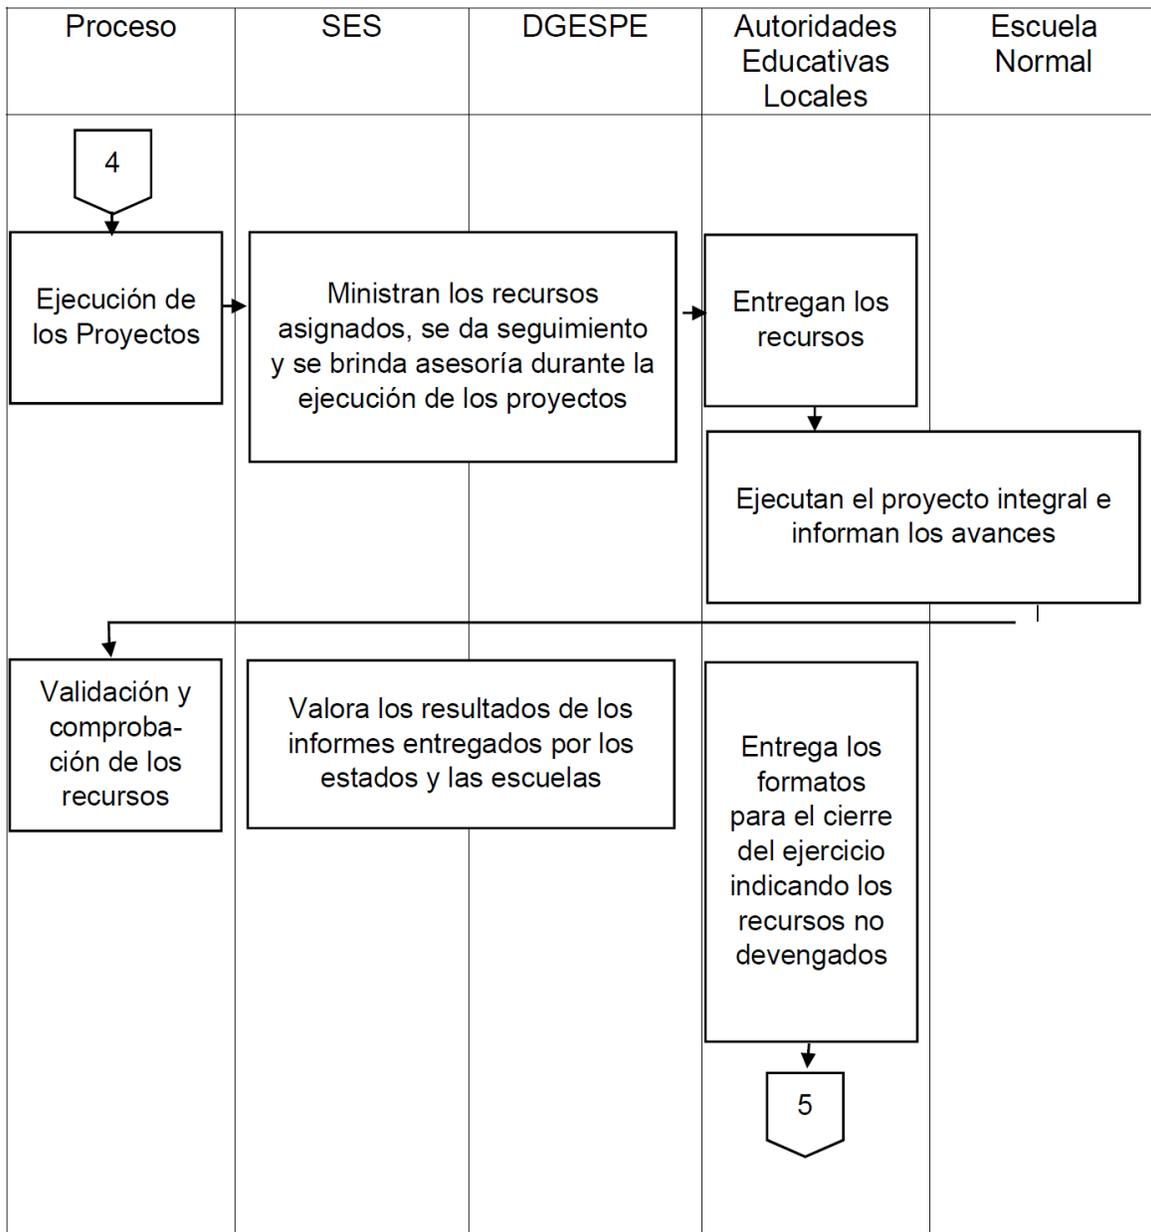 Proceso
SES
DGESPE
Autoridades
Educativas
Locales
Escuela
Normal
4
Ejecución de
los Proyectos
Ministran los recursos
asignados, se da seguimiento
y se brinda asesoría durante la
ejecución de los proyectos
Entregan los
recursos
Ejecutan el proyecto integral e
informan los avances
Validación y
comproba-
ción de los
recursos
Valora los resultados de los
informes entregados por los
estados y las escuelas
Entrega los
formatos
para el cierre
del ejercicio
indicando los
recursos no
devengados
5